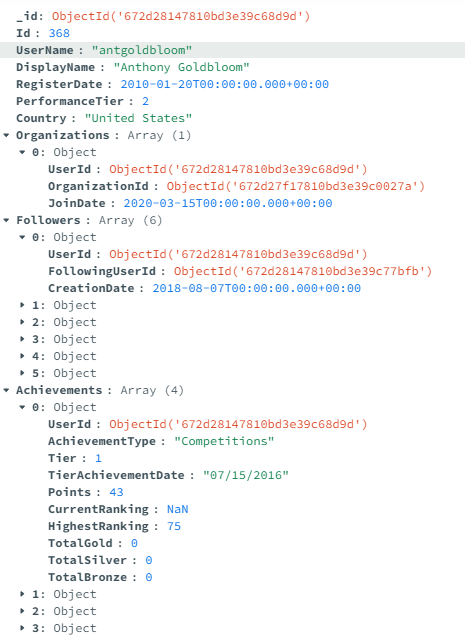 _id: ObjectId('672d28147810bd3e39c68d9d')
Id: 368
UserName: "antgoldbloom"
DisplayName: "Anthony Goldbloom"
RegisterDate: 2010-01-20T00:00:00.000+00:00
PerformanceTier: 2
Country: "United States"
Organizations: Array (1)
0: Object
UserId: ObjectId('672d28147810bd3e39c68d9d')
OrganizationId: ObjectId('672d27f17810bd3e39c0027a')
JoinDate: 2020-03-15T00:00:00.000+00:00
Followers: Array (6)
0: Object
UserId: ObjectId('672d28147810bd3e39c68d9d')
FollowingUserId: ObjectId('672d28147810bd3e39c77bfb')
CreationDate: 2018-08-07T00:00:00.000+00:00
1: Object
2: Object
3: Object
4: Object
5: Object
Achievements: Array (4)
0: Object
UserId: ObjectId('672d28147810bd3e39c68d9d')
AchievementType: "Competitions"
Tier: 1
TierAchievementDate: "07/15/2016"
Points: 43
CurrentRanking: NaN
HighestRanking: 75
TotalGold: 0
TotalSilver: 0
TotalBronze: 0
1: Object
2: Object
3: Object